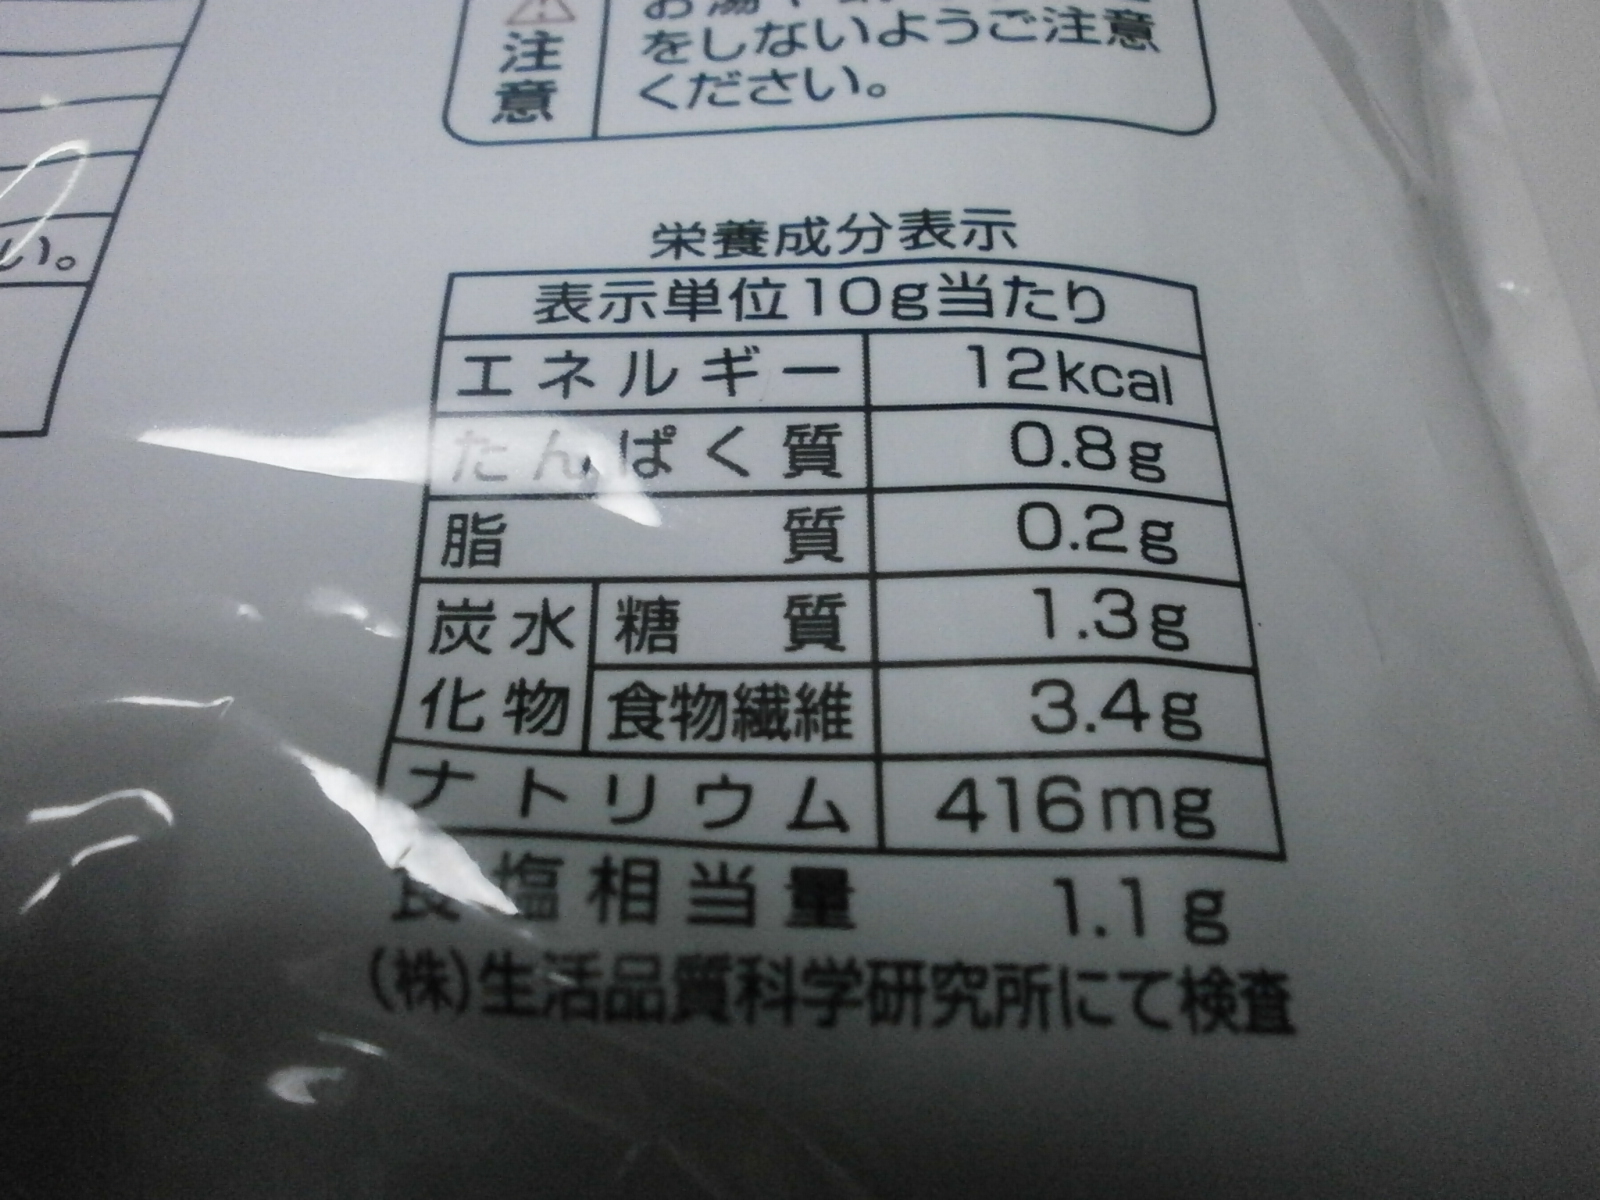 注意
をしないようご注意
ください。
い。
栄養成分表示
表示単位10g当たり
エネルギー 12kcal
たんぱく質 0.8g
脂質 0.2g
炭水化物 糖質 1.3g
食物繊維 3.4g
ナトリウム 416mg
食塩相当量 1.1g
(株)生活品質科学研究所にて検査